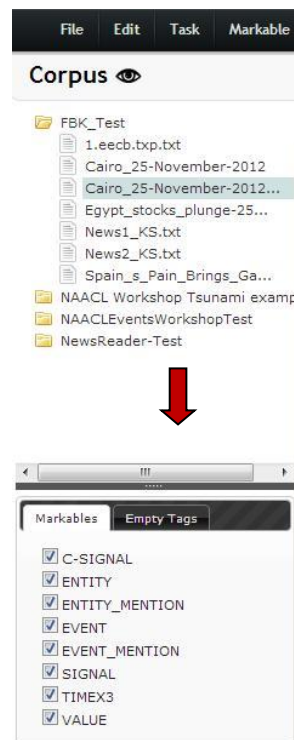 File Edit Task Markable
Corpus
FBK_Test
1.eecb.txp.txt
Cairo_25-November-2012
Cairo_25-November-2012...
Egypt_stocks_plunge-25...
News1_KS.txt
News2_KS.txt
Spain_s_Pain_Brings_Ga...
NAACL Workshop Tsunami examp
NAACLEventsWorkshopTest
NewsReader-Test
Markables Empty Tags
C-SIGNAL
ENTITY
ENTITY_MENTION
EVENT
EVENT_MENTION
SIGNAL
TIMEX3
VALUE